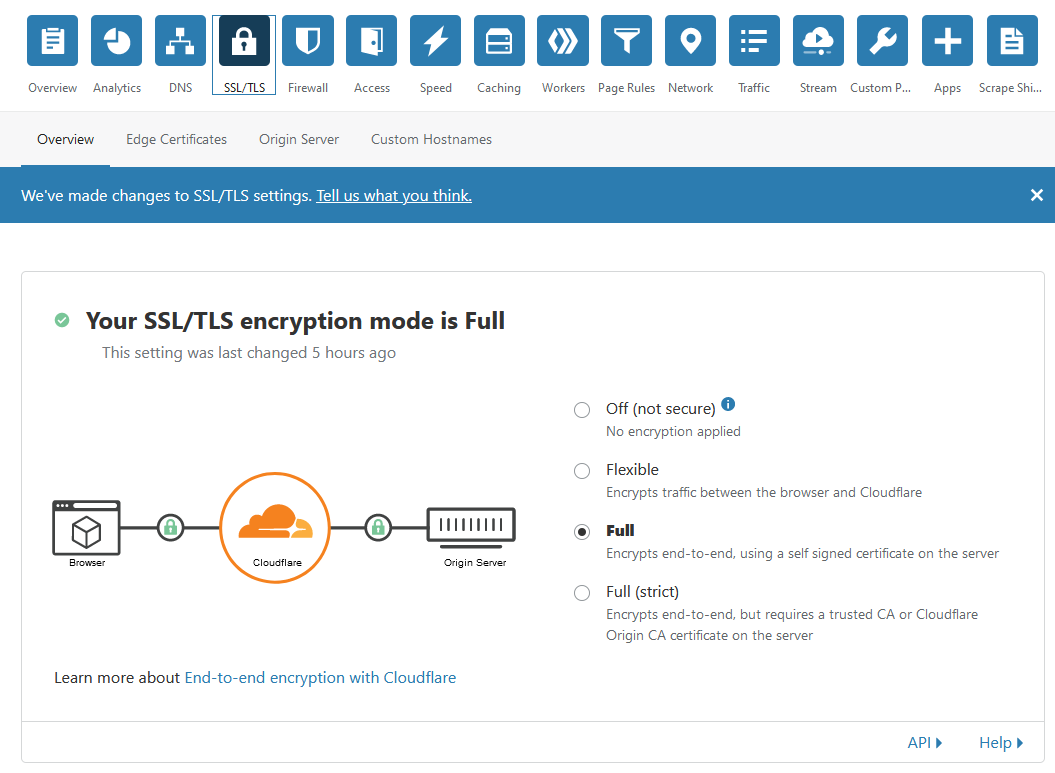 Overview Analytics DNS SSL/TLS Firewall Access Speed Caching Workers Page Rules Network Traffic Stream Custom P... Apps Scrape Shi...
Overview Edge Certificates Origin Server Custom Hostnames
We've made changes to SSL/TLS settings. Tell us what you think.
Your SSL/TLS encryption mode is Full
This setting was last changed 5 hours ago
Off (not secure)
No encryption applied
Flexible
Encrypts traffic between the browser and Cloudflare
Full
Encrypts end-to-end, using a self signed certificate on the server
Full (strict)
Encrypts end-to-end, but requires a trusted CA or Cloudflare
Origin CA certificate on the server
Browser Cloudflare Origin Server
Learn more about End-to-end encryption with Cloudflare
API Help